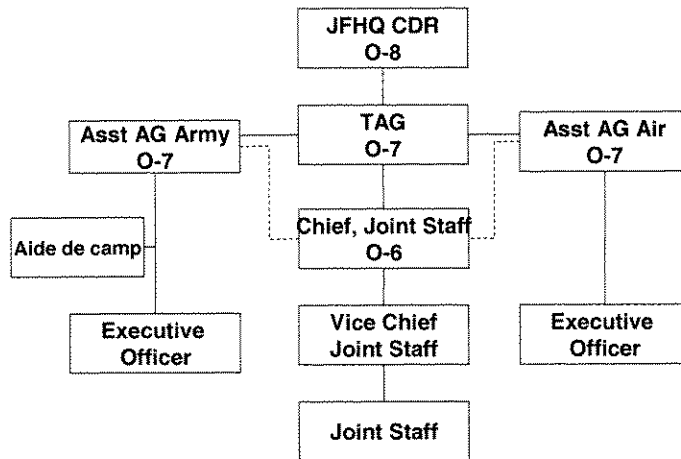 JFHQ CDR
O-8
Asst AG Army
O-7
TAG
O-7
Asst AG Air
O-7
Chief, Joint Staff
O-6
Aide de camp
Executive
Officer
Vice Chief
Joint Staff
Executive
Officer
Joint Staff